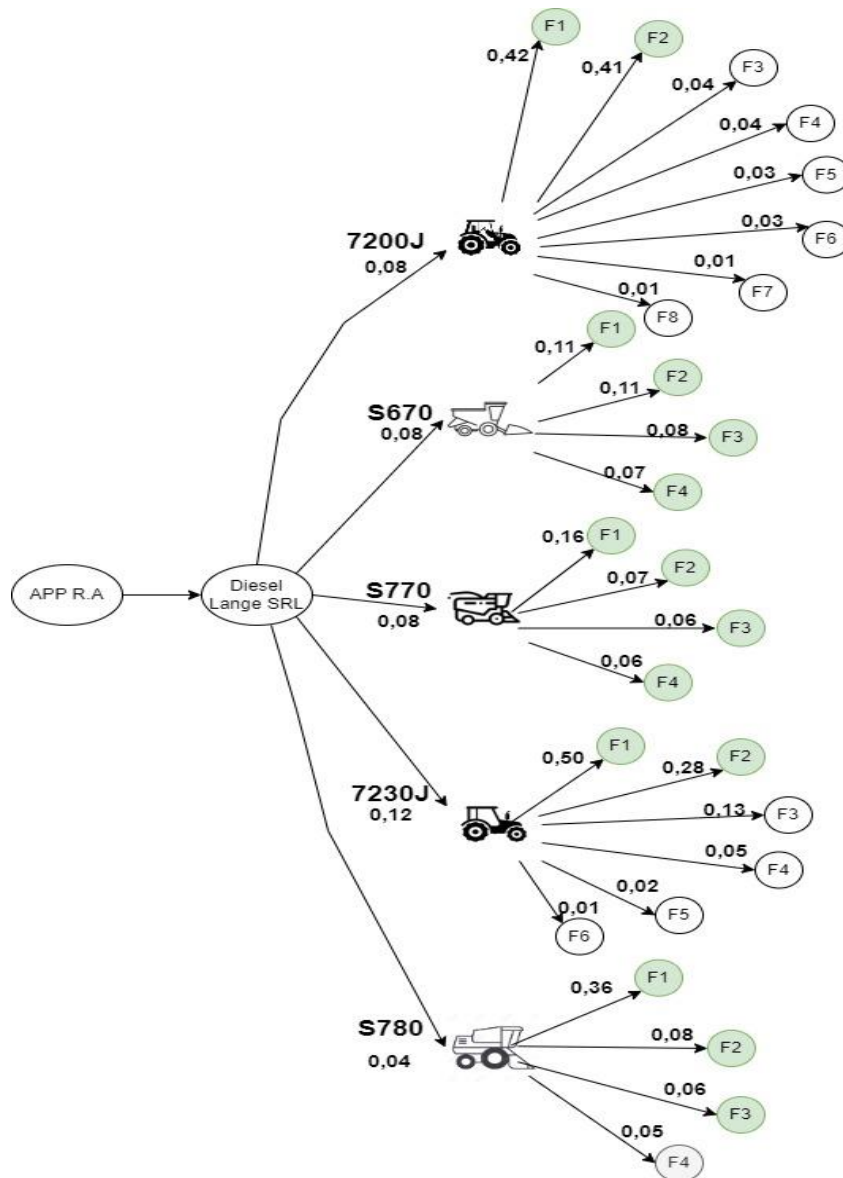 F1
0,42
F2
0,41
F3
0,04
F4
0,04
F5
0,03
F6
0,03
F7
0,01
F8
0,01
7200J
0,08
F1
0,11
F2
0,11
F3
0,08
F4
0,07
S670
0,08
F1
0,16
F2
0,07
F3
0,06
F4
0,06
S770
0,08
APP R.A
Diesel
Lange SRL
F1
0,50
F2
0,28
F3
0,13
F4
0,05
F5
0,02
F6
0,01
7230J
0,12
F1
0,36
F2
0,08
F3
0,06
F4
0,05
S780
0,04